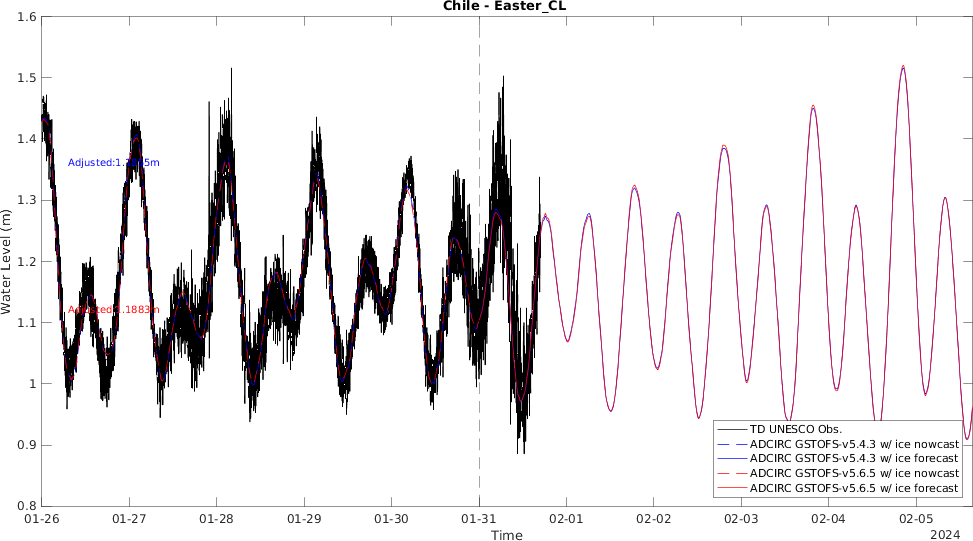 Chile - Easter_CL
1.6
1.5
1.4
1.3
1.2
1.1
1
0.9
0.8
Water Level (m)
Adjusted:1.1883m
TD UNESCO Obs.
ADCIRC GSTOFS-v5.4.3 w/ ice nowcast
ADCIRC GSTOFS-v5.4.3 w/ ice forecast
ADCIRC GSTOFS-v5.6.5 w/ ice nowcast
ADCIRC GSTOFS-v5.6.5 w/ ice forecast
01-26 01-27 01-28 01-29 01-30 01-31 02-01 02-02 02-03 02-04 02-05
Time
2024